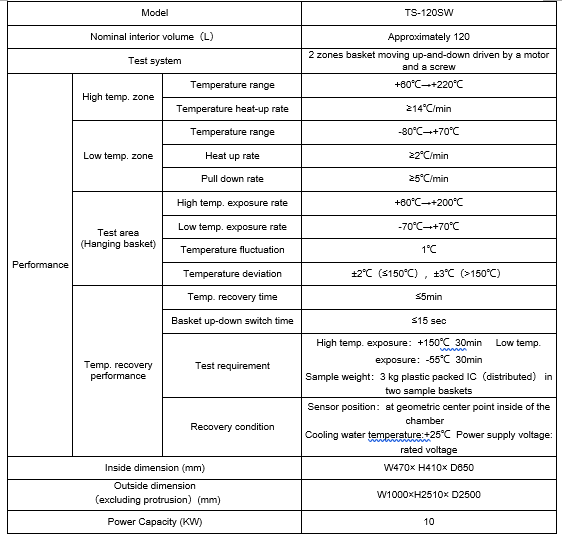 Model TS-120SW
Nominal interior volume（L） Approximately 120
Test system 2 zones basket moving up-and-down driven by a motor
and a screw
Performance
High temp. zone
Temperature range +60℃→+220℃
Temperature heat-up rate ≥14℃/min
Low temp. zone
Temperature range -80℃→+70℃
Heat up rate ≥2℃/min
Pull down rate ≥5℃/min
Test area
(Hanging basket)
High temp. exposure rate +60℃→+200℃
Low temp. exposure rate -70℃→+70℃
Temperature fluctuation 1℃
Temperature deviation ±2℃（≤150℃），±3℃（>150℃）
Temp. recovery
performance
Temp. recovery time ≤5min
Basket up-down switch time ≤15 sec
Test requirement
High temp. exposure：+150℃ 30min Low temp.
exposure：-55℃ 30min
Sample weight：3 kg plastic packed IC（distributed） in
two sample baskets
Recovery condition
Sensor position：at geometric center point inside of the
chamber
Cooling water temperature:+25℃ Power supply voltage:
rated voltage
Inside dimension (mm) W470× H410× D650
Outside dimension
（excluding protrusion）(mm) W1000×H2510× D2500
Power Capacity (KW) 10